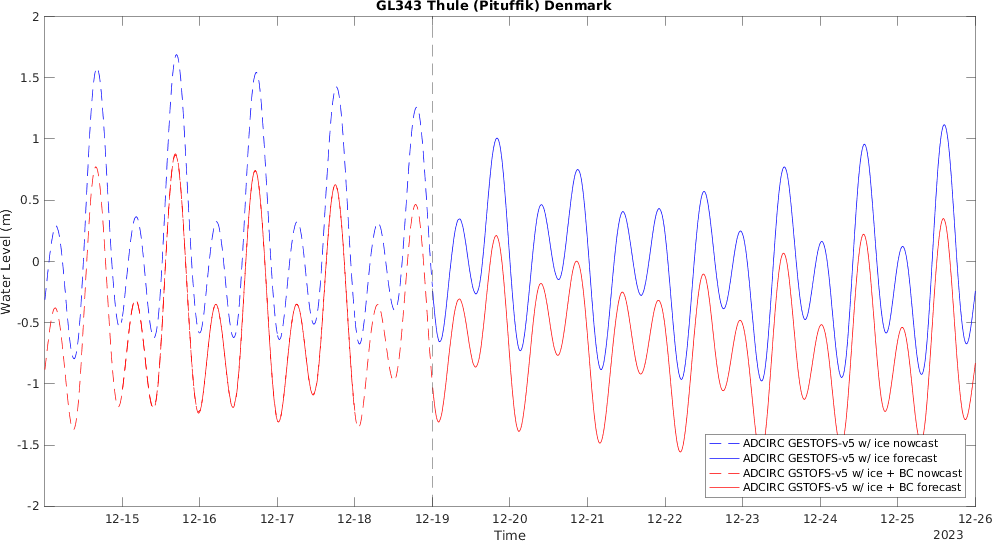 GL343 Thule (Pituffik) Denmark
2
1.5
1
0.5
0
-0.5
-1
-1.5
-2
Water Level (m)
ADCIRC GESTOFS-v5 w/ ice nowcast
ADCIRC GESTOFS-v5 w/ ice forecast
ADCIRC GSTOFS-v5 w/ ice + BC nowcast
ADCIRC GSTOFS-v5 w/ ice + BC forecast
12-15 12-16 12-17 12-18 12-19 12-20 12-21 12-22 12-23 12-24 12-25 12-26
Time
2023